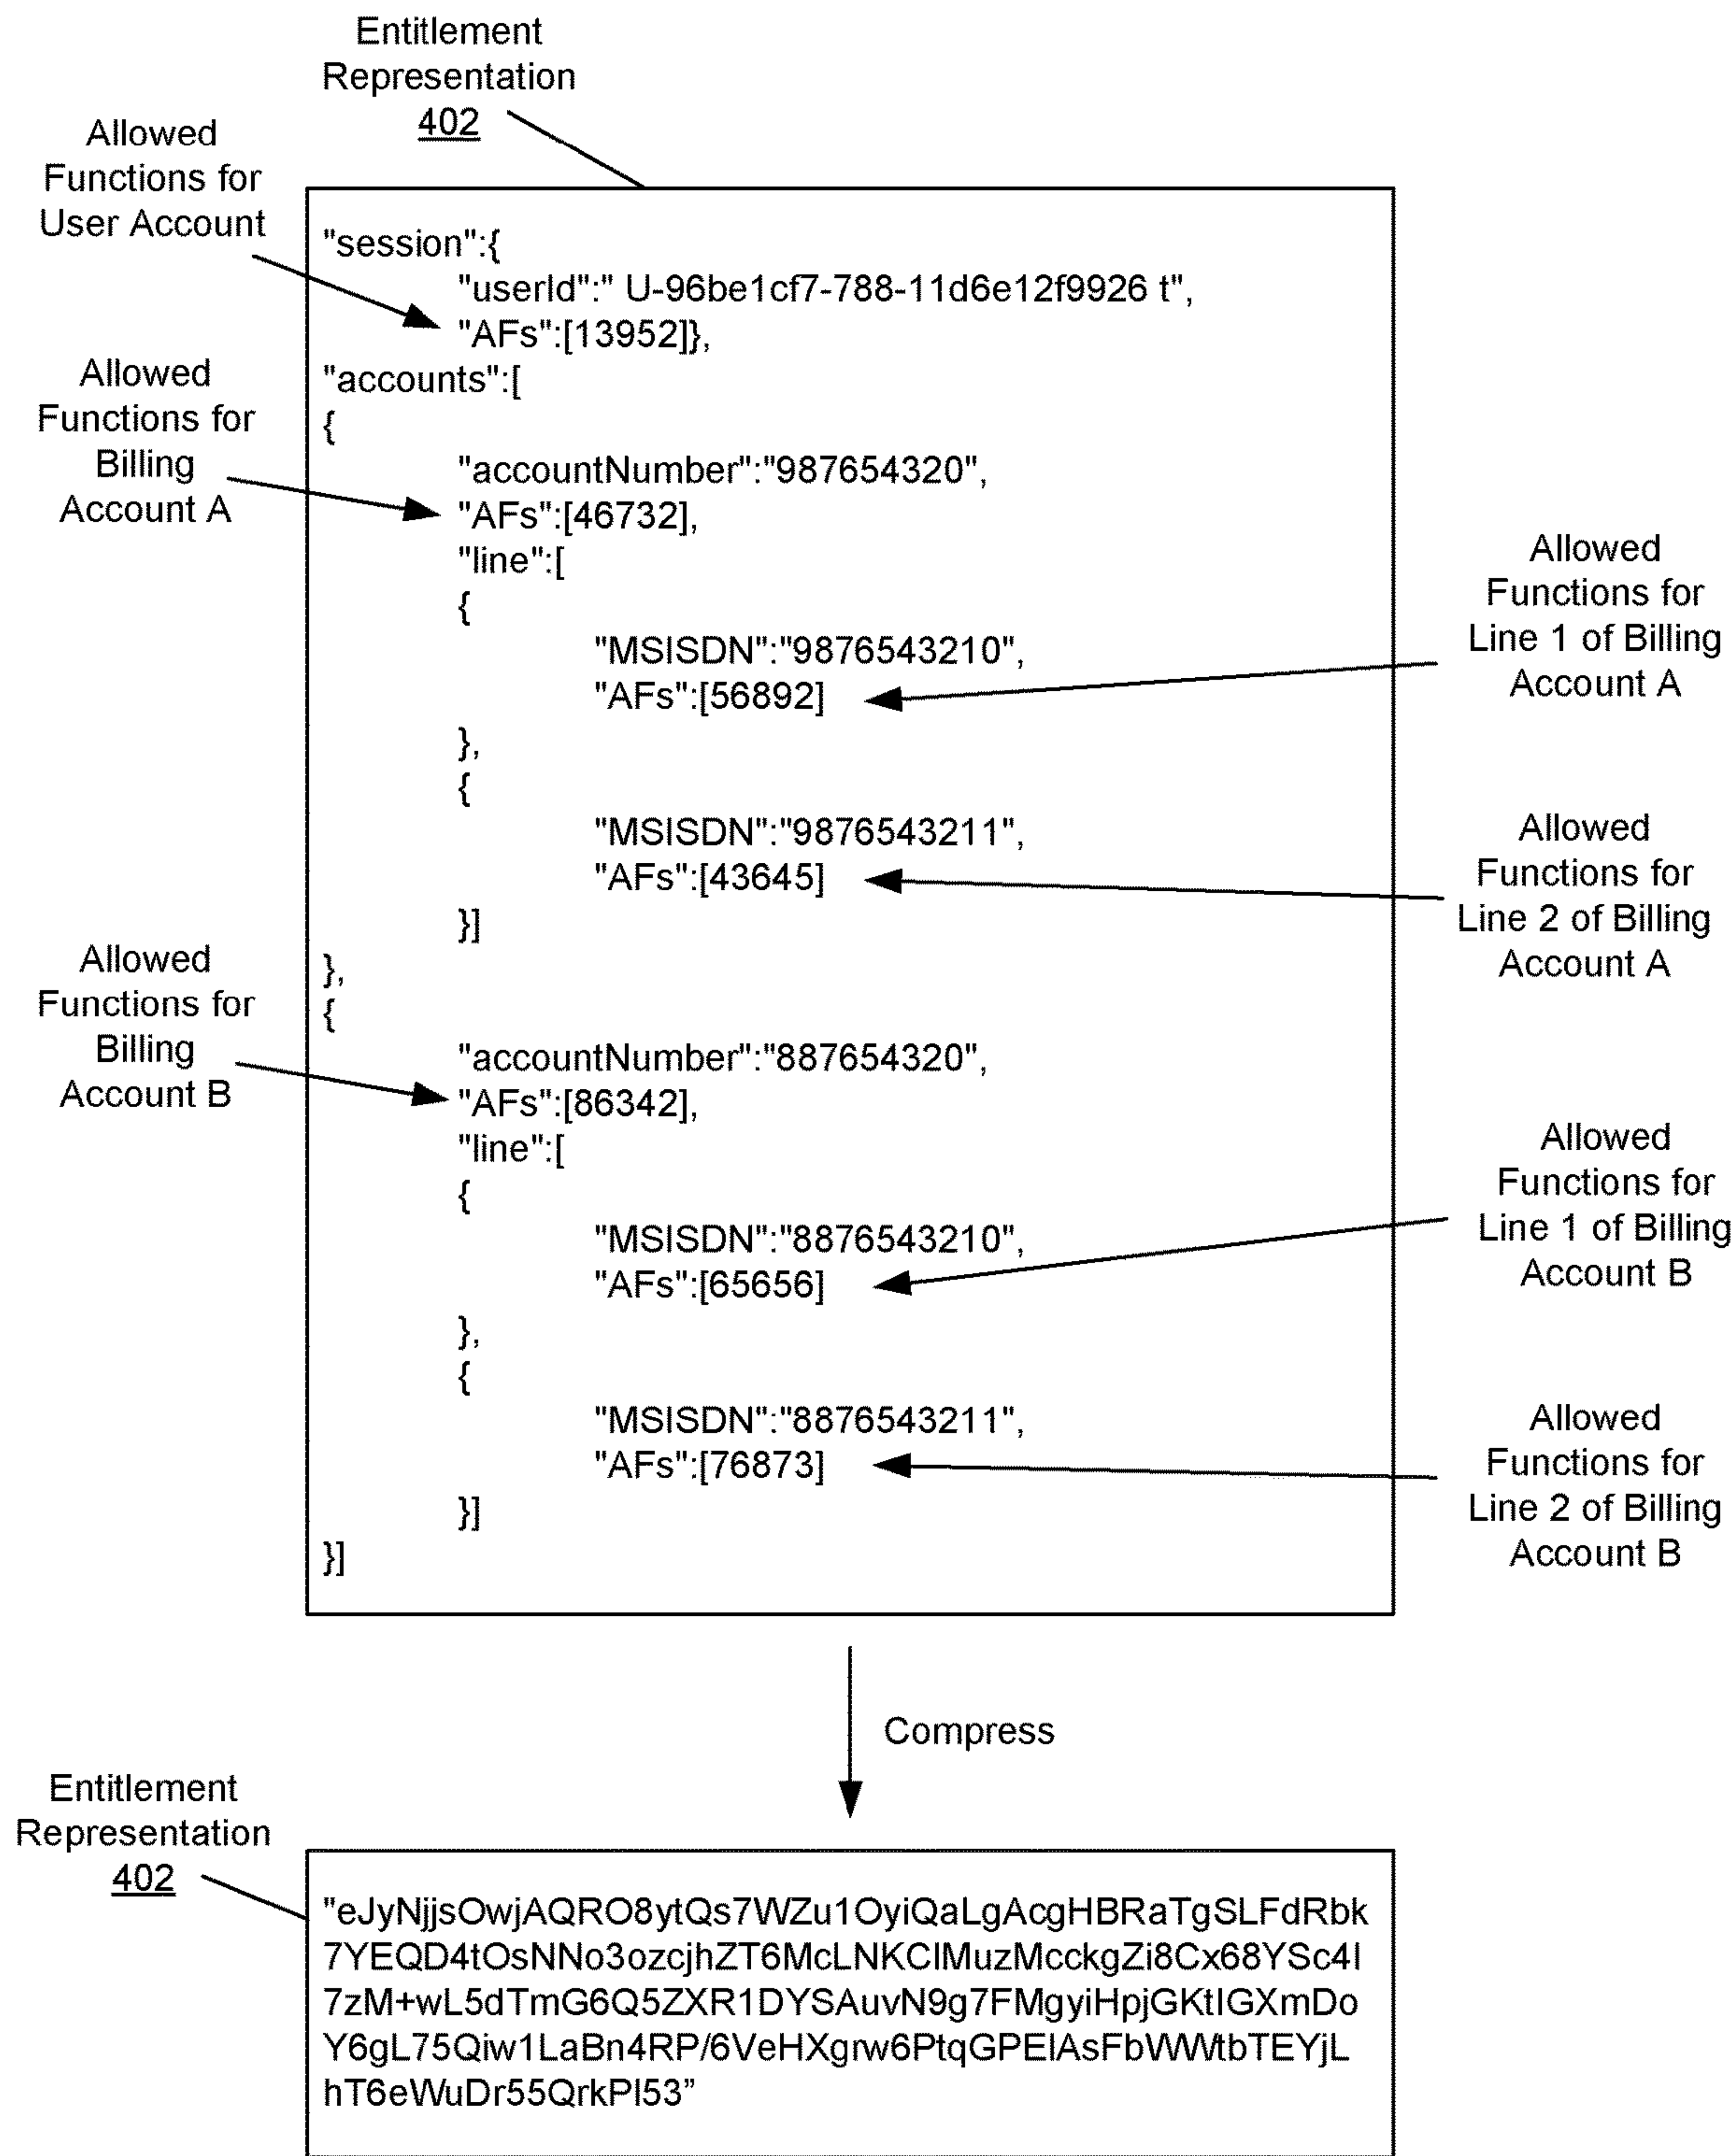 Entitlement
Representation
402
Allowed
Functions for
User Account
"session":{
"userId":" U-96be1cf7-788-11d6e12f9926 t",
"AFs":[13952]},
Allowed
Functions for
Billing
Account A
"accounts":[
{
"accountNumber":"987654320",
"AFs":[46732],
"line":[
{
"MSISDN":"9876543210",
"AFs":[56892]
},
Allowed
Functions for
Line 1 of Billing
Account A
{
"MSISDN":"9876543211",
"AFs":[43645]
}]
},
Allowed
Functions for
Line 2 of Billing
Account A
Allowed
Functions for
Billing
Account B
{
"accountNumber":"887654320",
"AFs":[86342],
"line":[
{
"MSISDN":"8876543210",
"AFs":[65656]
},
Allowed
Functions for
Line 1 of Billing
Account B
{
"MSISDN":"8876543211",
"AFs":[76873]
}]
}]
Allowed
Functions for
Line 2 of Billing
Account B
Compress
Entitlement
Representation
402
"eJyNjjsOwjAQRO8ytQs7WZu1OyiQaLgAcgHBRaTgSLFdRbk
7YEQD4tOsNNo3ozcjhZT6McLNKCIMuzMcckgZi8Cx68YSc4I
7zM+wL5dTmG6Q5ZXR1DYSAuvN9g7FMgyiHpjGKtIGXmDo
Y6gL75Qiw1LaBn4RP/6VeHXgrw6PtqGPEIAsFbWWtbTEYjL
hT6eWuDr55QrkPI53”